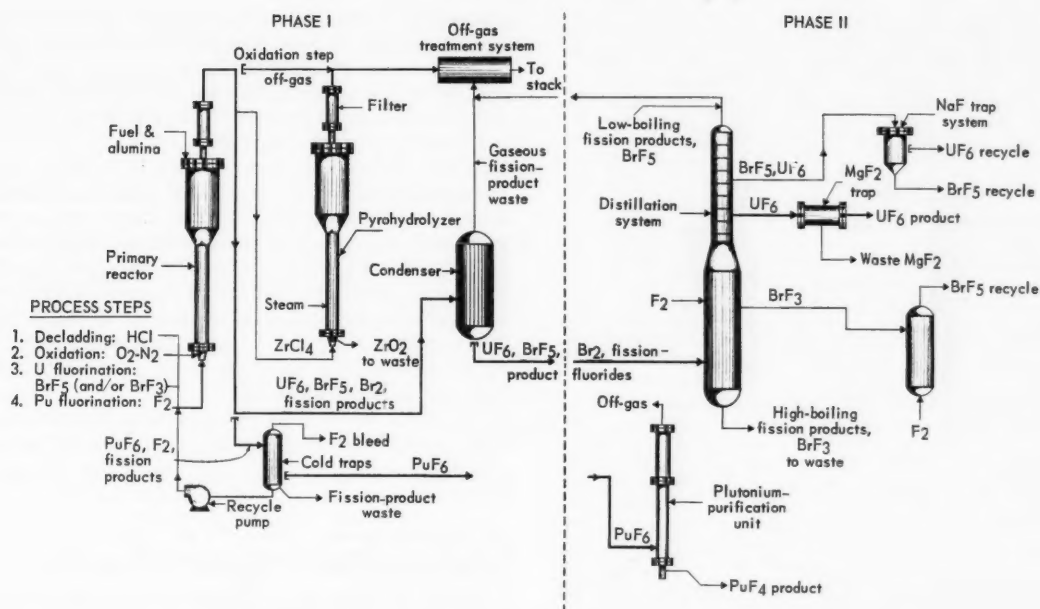 PHASE I
Oxidation step
off-gas
Off-gas
treatment system
To
stack
Filter
Fuel &
alumina
Gaseous
fission-
product
waste
Pyrohydrolyzer
Primary
reactor
Condenser
Steam
PROCESS STEPS
1. Decladding: HCl
2. Oxidation: O2-N2
3. U fluorination:
BrF5 (and/or BrF3)
4. Pu fluorination: F2
ZrCl4
ZrO2
to waste
UF6, BrF5, Br2,
fission products
UF6, BrF5,
product
PuF6, F2,
fission
products
F2 bleed
Cold traps
PuF6
Fission-product
waste
Recycle
pump
PHASE II
Low-boiling
fission products,
BrF5
NaF trap
system
BrF5, UF6
UF6 recycle
MgF2
trap
BrF5 recycle
Distillation
system
UF6
UF6 product
Waste MgF2
F2
BrF3
BrF5 recycle
Br2, fission-
fluorides
F2
Off-gas
High-boiling
fission products,
BrF3
to waste
Plutonium-
purification
unit
PuF6
PuF4 product